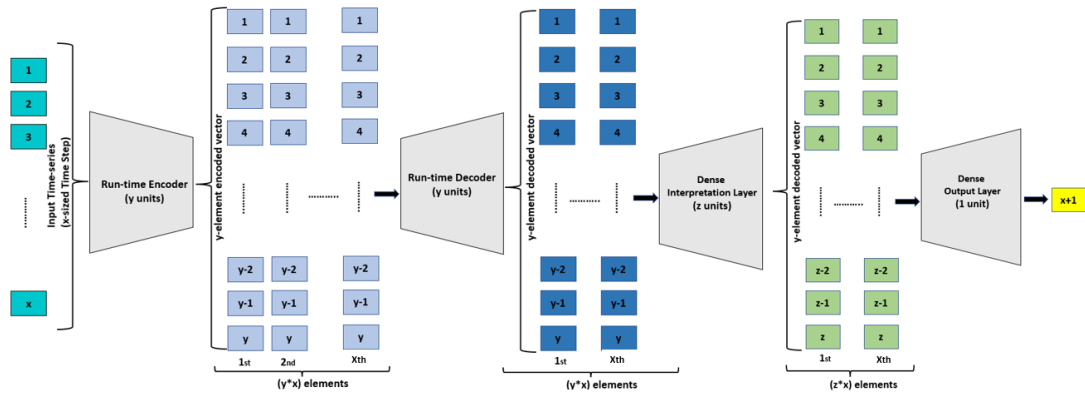 1
2
3
x
Input Time-series
(x-sized Time Step)
Run-time Encoder
(y units)
y-element encoded vector
1 1 1
2 2 2
3 3 3
4 4 4
y-2 y-2 y-2
y-1 y-1 y-1
y y y
1st 2nd Xth
(y*x) elements
Run-time Decoder
(y units)
y-element decoded vector
1 1
2 2
3 3
4 4
y-2 y-2
y-1 y-1
y y
1st Xth
(y*x) elements
Dense
Interpretation Layer
(z units)
y-element decoded vector
1 1
2 2
3 3
4 4
z-2 z-2
z-1 z-1
z z
1st Xth
(z*x) elements
Dense
Output Layer
(1 unit)
x+1